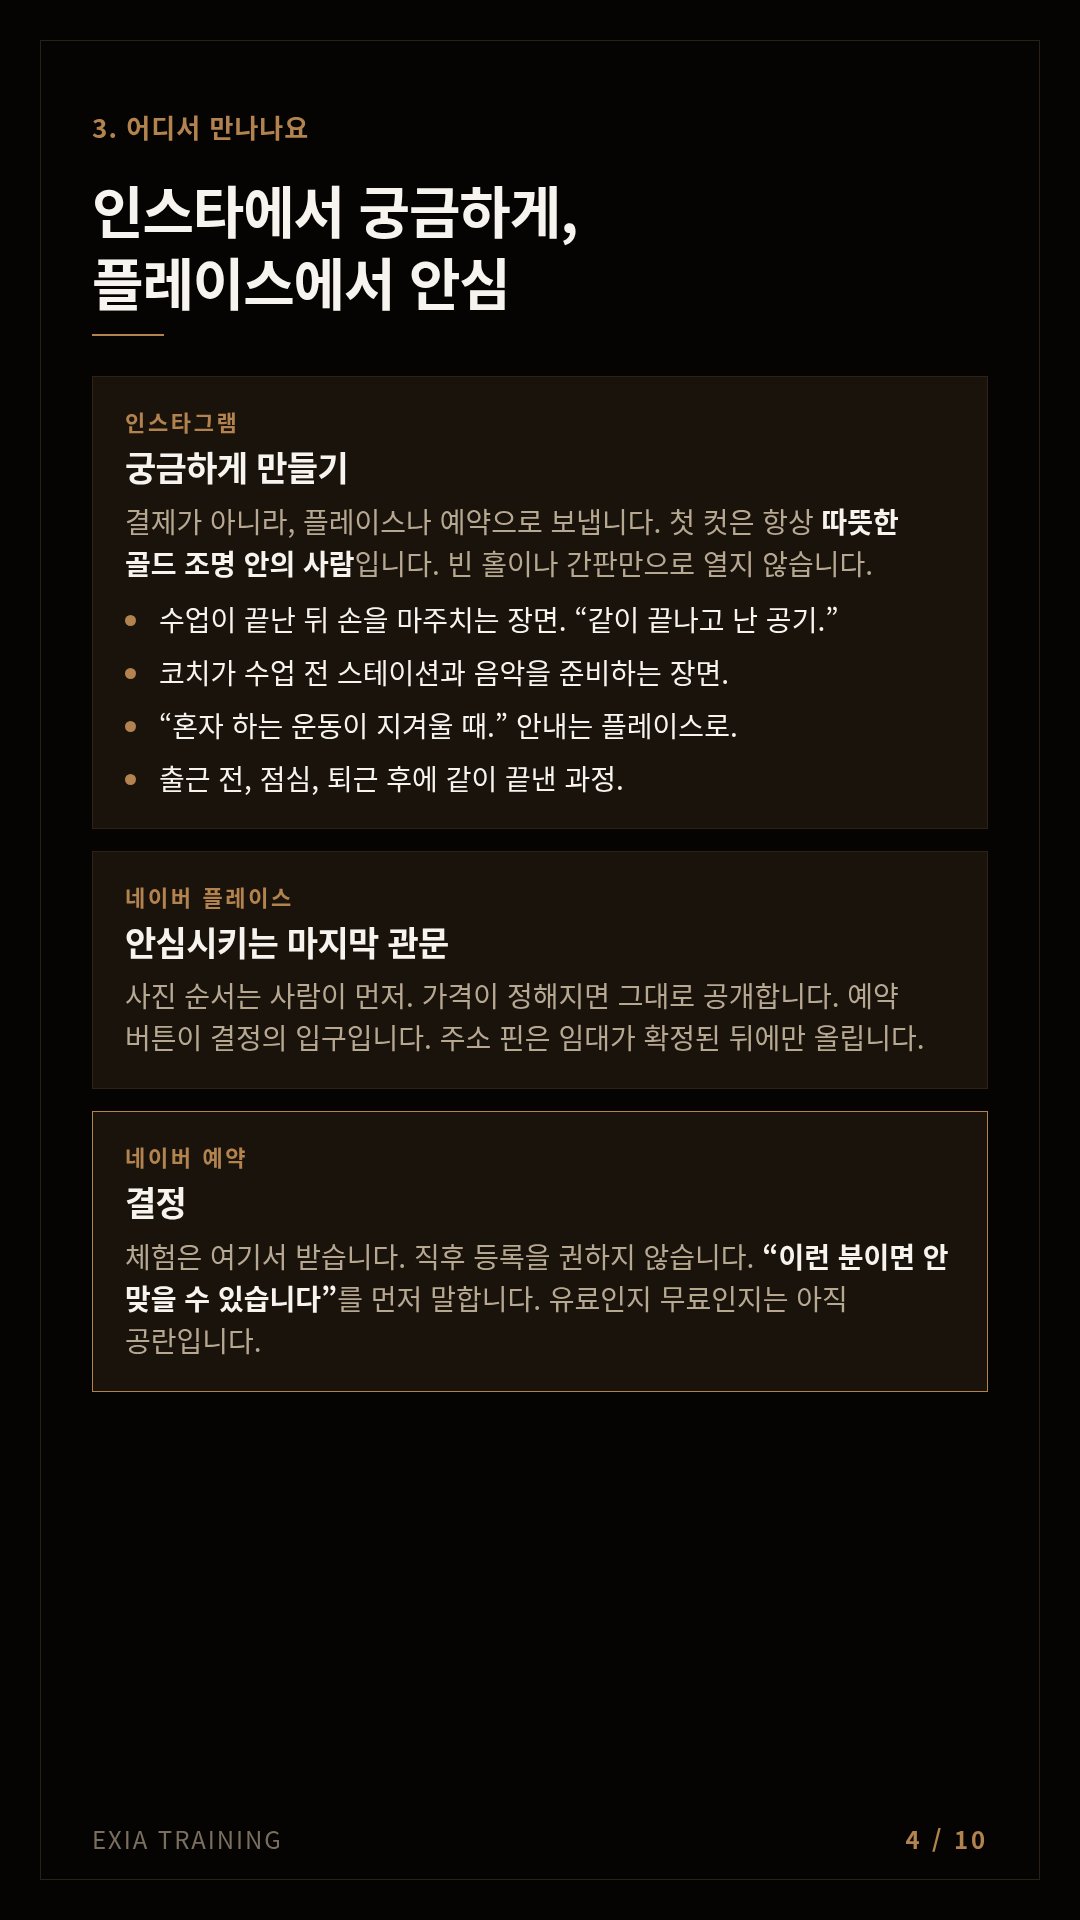 3. 어디서 만나나요
인스타에서 궁금하게,
플레이스에서 안심
인스타그램
궁금하게 만들기
결제가 아니라, 플레이스나 예약으로 보냅니다. 첫 컷은 항상 따뜻한
골드 조명 안의 사람입니다. 빈 홀이나 간판만으로 열지 않습니다.
• 수업이 끝난 뒤 손을 마주치는 장면. “같이 끝나고 난 공기.”
• 코치가 수업 전 스테이션과 음악을 준비하는 장면.
• “혼자 하는 운동이 지겨울 때.” 안내는 플레이스로.
• 출근 전, 점심, 퇴근 후에 같이 끝낸 과정.
네이버 플레이스
안심시키는 마지막 관문
사진 순서는 사람이 먼저. 가격이 정해지면 그대로 공개합니다. 예약
버튼이 결정의 입구입니다. 주소 핀은 임대가 확정된 뒤에만 올립니다.
네이버 예약
결정
체험은 여기서 받습니다. 직후 등록을 권하지 않습니다. “이런 분이면 안
맞을 수 있습니다”를 먼저 말합니다. 유료인지 무료인지는 아직
공란입니다.
EXIA TRAINING
4 / 10